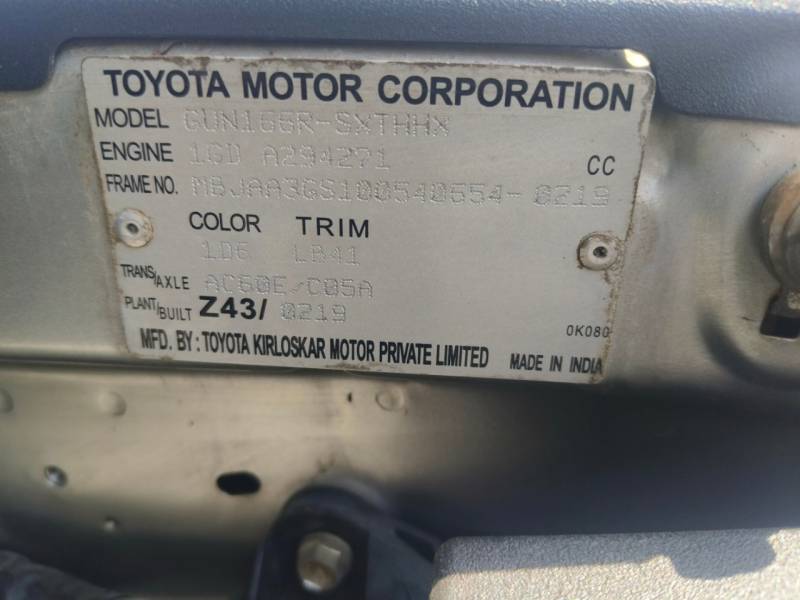 TOYOTA MOTOR CORPORATION
MODEL GUN166R-SXTHHX
ENGINE 1GD A294271 CC
FRAME NO. MBJAA3GS100540654-0219
COLOR TRIM
1D6 LB41
TRANS/AXLE AC60E/C05A
PLANT/BUILT Z43/ 0219
0K080
MFD. BY : TOYOTA KIRLOSKAR MOTOR PRIVATE LIMITED MADE IN INDIA